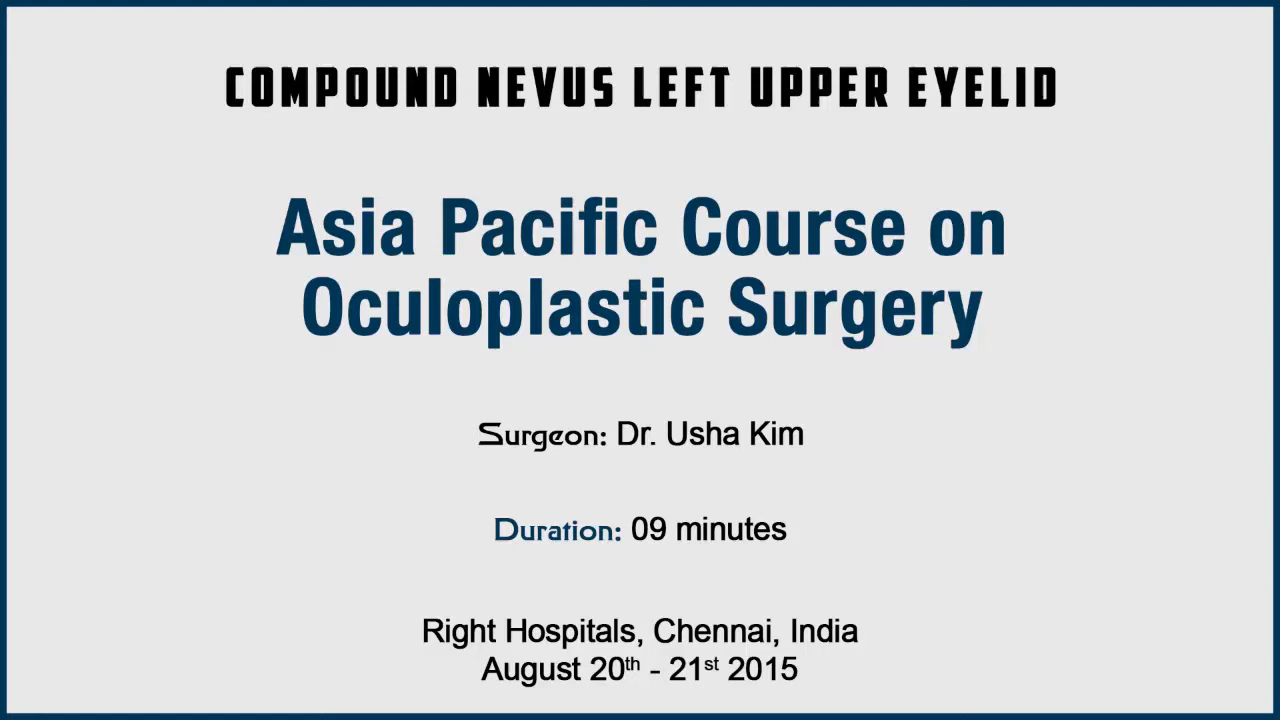 COMPOUND NEVUS LEFT UPPER EYELID
Asia Pacific Course on
Oculoplastic Surgery
Surgeon: Dr. Usha Kim
Duration: 09 minutes
Right Hospitals, Chennai, India
August 20th - 21st 2015